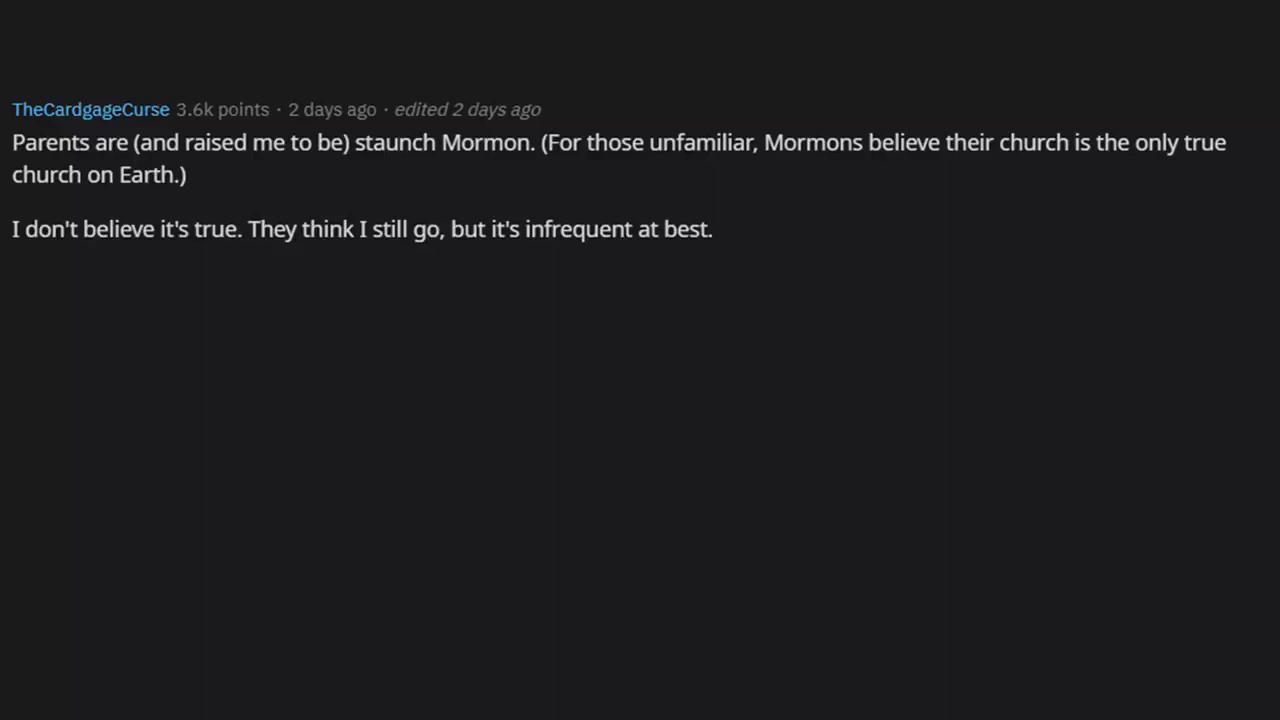 TheCardgageCurse 3.6k points · 2 days ago · edited 2 days ago
Parents are (and raised me to be) staunch Mormon. (For those unfamiliar, Mormons believe their church is the only true
church on Earth.)
I don't believe it's true. They think I still go, but it's infrequent at best.